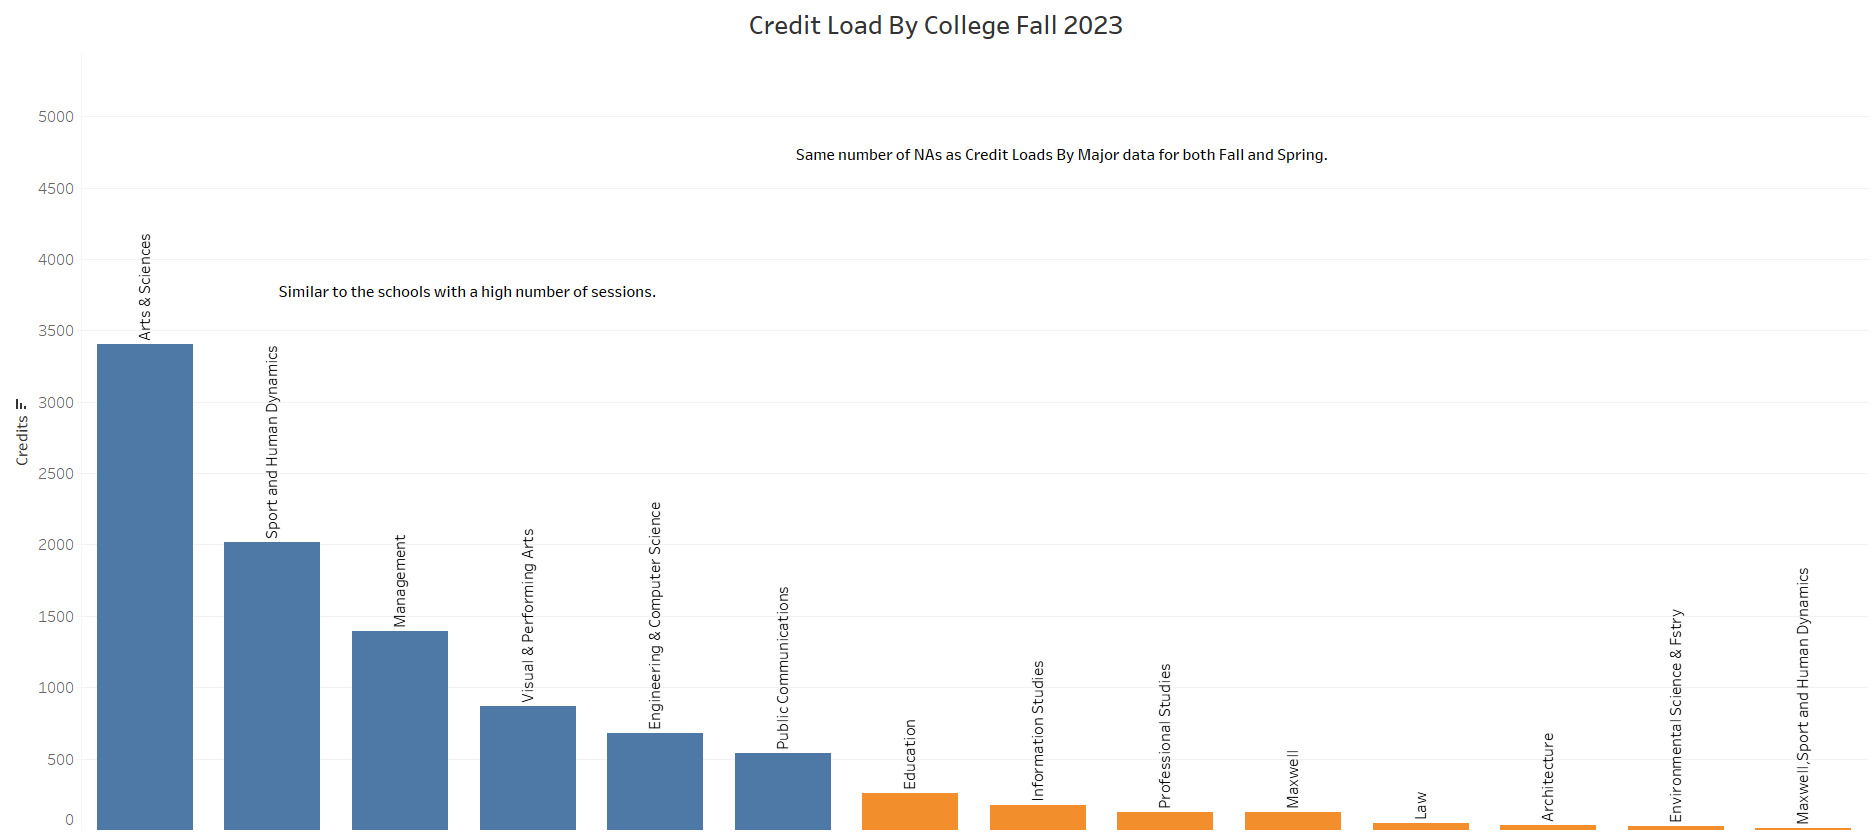 Credit Load By College Fall 2023
5000
Same number of NAs as Credit Loads By Major data for both Fall and Spring.
4500
4000
Similar to the schools with a high number of sessions.
3500
3000
2500
2000
1500
1000
500
0
Credits
Arts & Sciences
Sport and Human Dynamics
Management
Visual & Performing Arts
Engineering & Computer Science
Public Communications
Education
Information Studies
Professional Studies
Maxwell
Law
Architecture
Environmental Science & Fstry
Maxwell,Sport and Human Dynamics